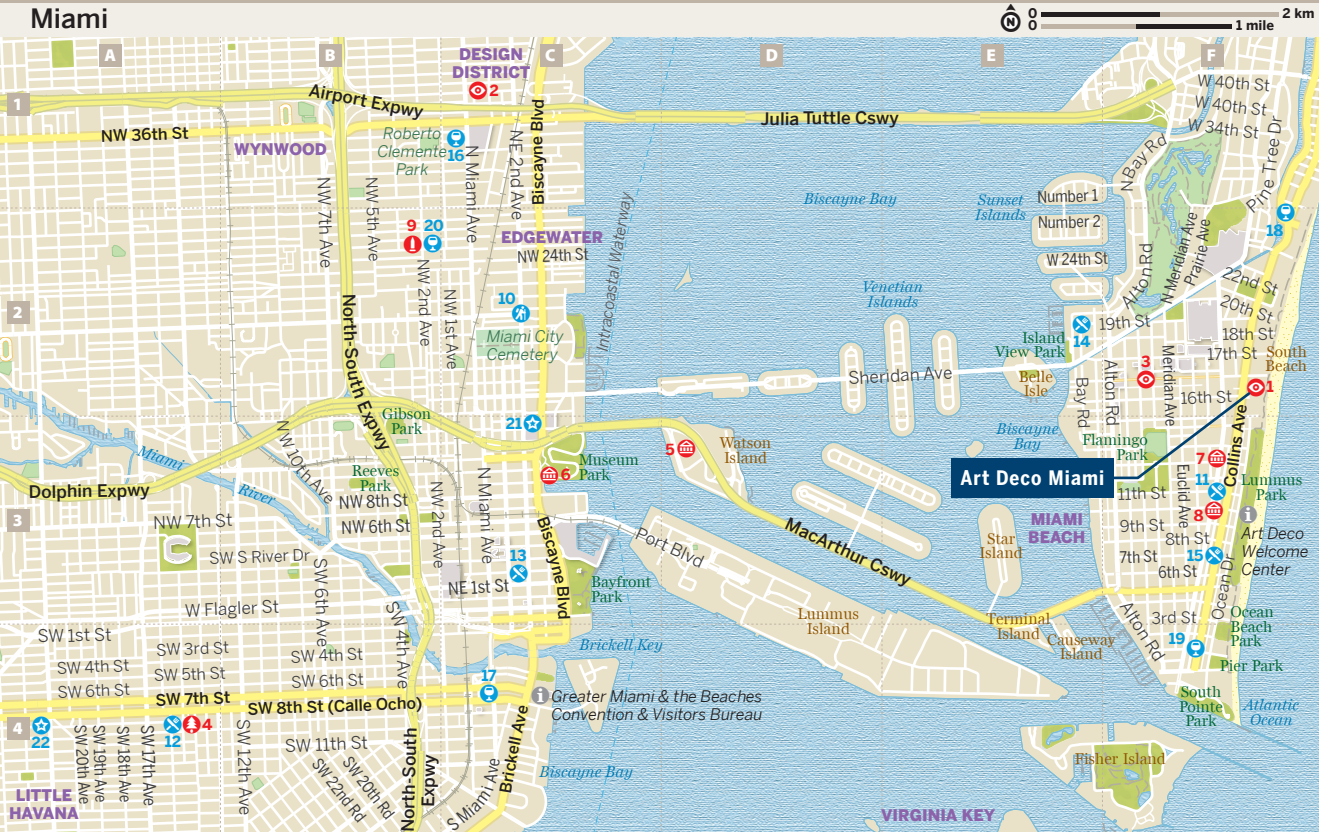 Miami
N
0
2 km
0
1 mile
A
B
C
D
E
F
DESIGN
DISTRICT
2
1
Airport Expwy
NW 36th St
WYNWOOD
Roberto
Clemente
Park
16
N Miami Ave
NE 2nd Ave
Biscayne Blvd
Julia Tuttle Cswy
W 40th St
W 40th St
W 34th St
N Bay Rd
Pine Tree Dr
NW 7th Ave
NW 5th Ave
Biscayne Bay
Sunset
Islands
Number 1
Number 2
W 24th St
18
9
20
EDGEWATER
NW 24th St
Intracoastal Waterway
Alton Rd
N Meridian Ave
Prairie Ave
22nd St
20th St
2
North-South Expwy
NW 2nd Ave
NW 1st Ave
10
Miami City
Cemetery
Venetian
Islands
Island
View Park
14
19th St
18th St
17th St
South
Beach
3
Sheridan Ave
Belle
Isle
Bay Rd
Alton Rd
Meridian Ave
16th St
1
Gibson
Park
21
5
Watson
Island
Biscayne
Bay
Flamingo
Park
Collins Ave
7
Miami
River
NW 10th Ave
Dolphin Expwy
Reeves
Park
6
Museum
Park
Art Deco Miami
11th St
Euclid Ave
11
Lummus
Park
8
3
NW 8th St
NW 7th St
NW 6th St
NW 2nd Ave
N Miami Ave
Biscayne Blvd
Port Blvd
MacArthur Cswy
Star
Island
MIAMI
BEACH
9th St
8th St
7th St
6th St
15
Art Deco
Welcome
Center
SW S River Dr
SW 6th Ave
13
NE 1st St
Bayfront
Park
Ocean Dr
W Flagler St
SW 4th Ave
Lummus
Island
Terminal
Island
Causeway
Island
Alton Rd
3rd St
Ocean
Beach
Park
19
SW 1st St
SW 3rd St
SW 4th St
SW 4th St
SW 5th St
SW 6th St
SW 6th St
Brickell Key
Pier Park
17
SW 7th St
SW 8th St (Calle Ocho)
Greater Miami & the Beaches
Convention & Visitors Bureau
South
Pointe
Park
Atlantic
Ocean
4
22
12
4
SW 20th Ave
SW 19th Ave
SW 18th Ave
SW 17th Ave
SW 12th Ave
SW 11th St
SW 20th Rd
SW 22nd Rd
North-South
Expwy
S Miami Ave
Brickell Ave
Biscayne Bay
Fisher Island
LITTLE
HAVANA
VIRGINIA KEY